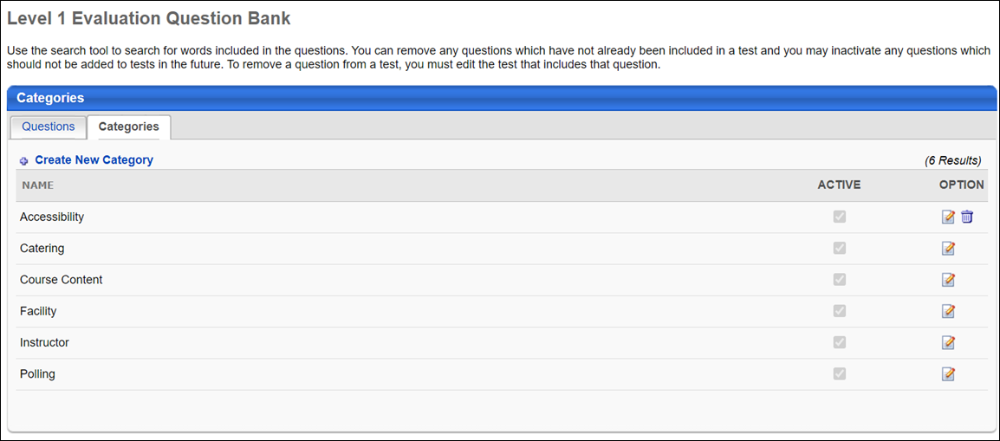 Level 1 Evaluation Question Bank
Use the search tool to search for words included in the questions. You can remove any questions which have not already been included in a test and you may inactivate any questions which
should not be added to tests in the future. To remove a question from a test, you must edit the test that includes that question.
Categories
Questions Categories
Create New Category (6 Results)
NAME ACTIVE OPTION
Accessibility
Catering
Course Content
Facility
Instructor
Polling